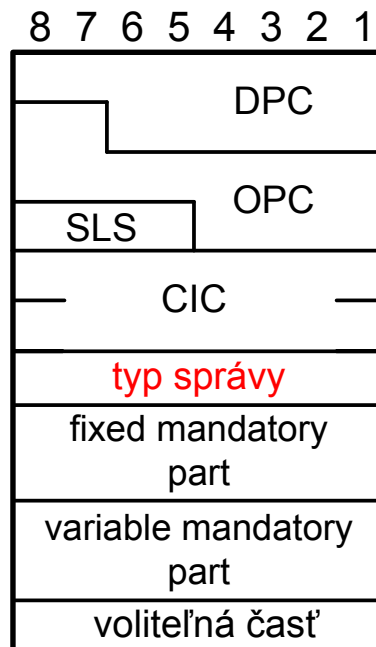 8 7 6 5 4 3 2 1
DPC
OPC
SLS
CIC
typ správy
fixed mandatory
part
variable mandatory
part
voliteľná časť